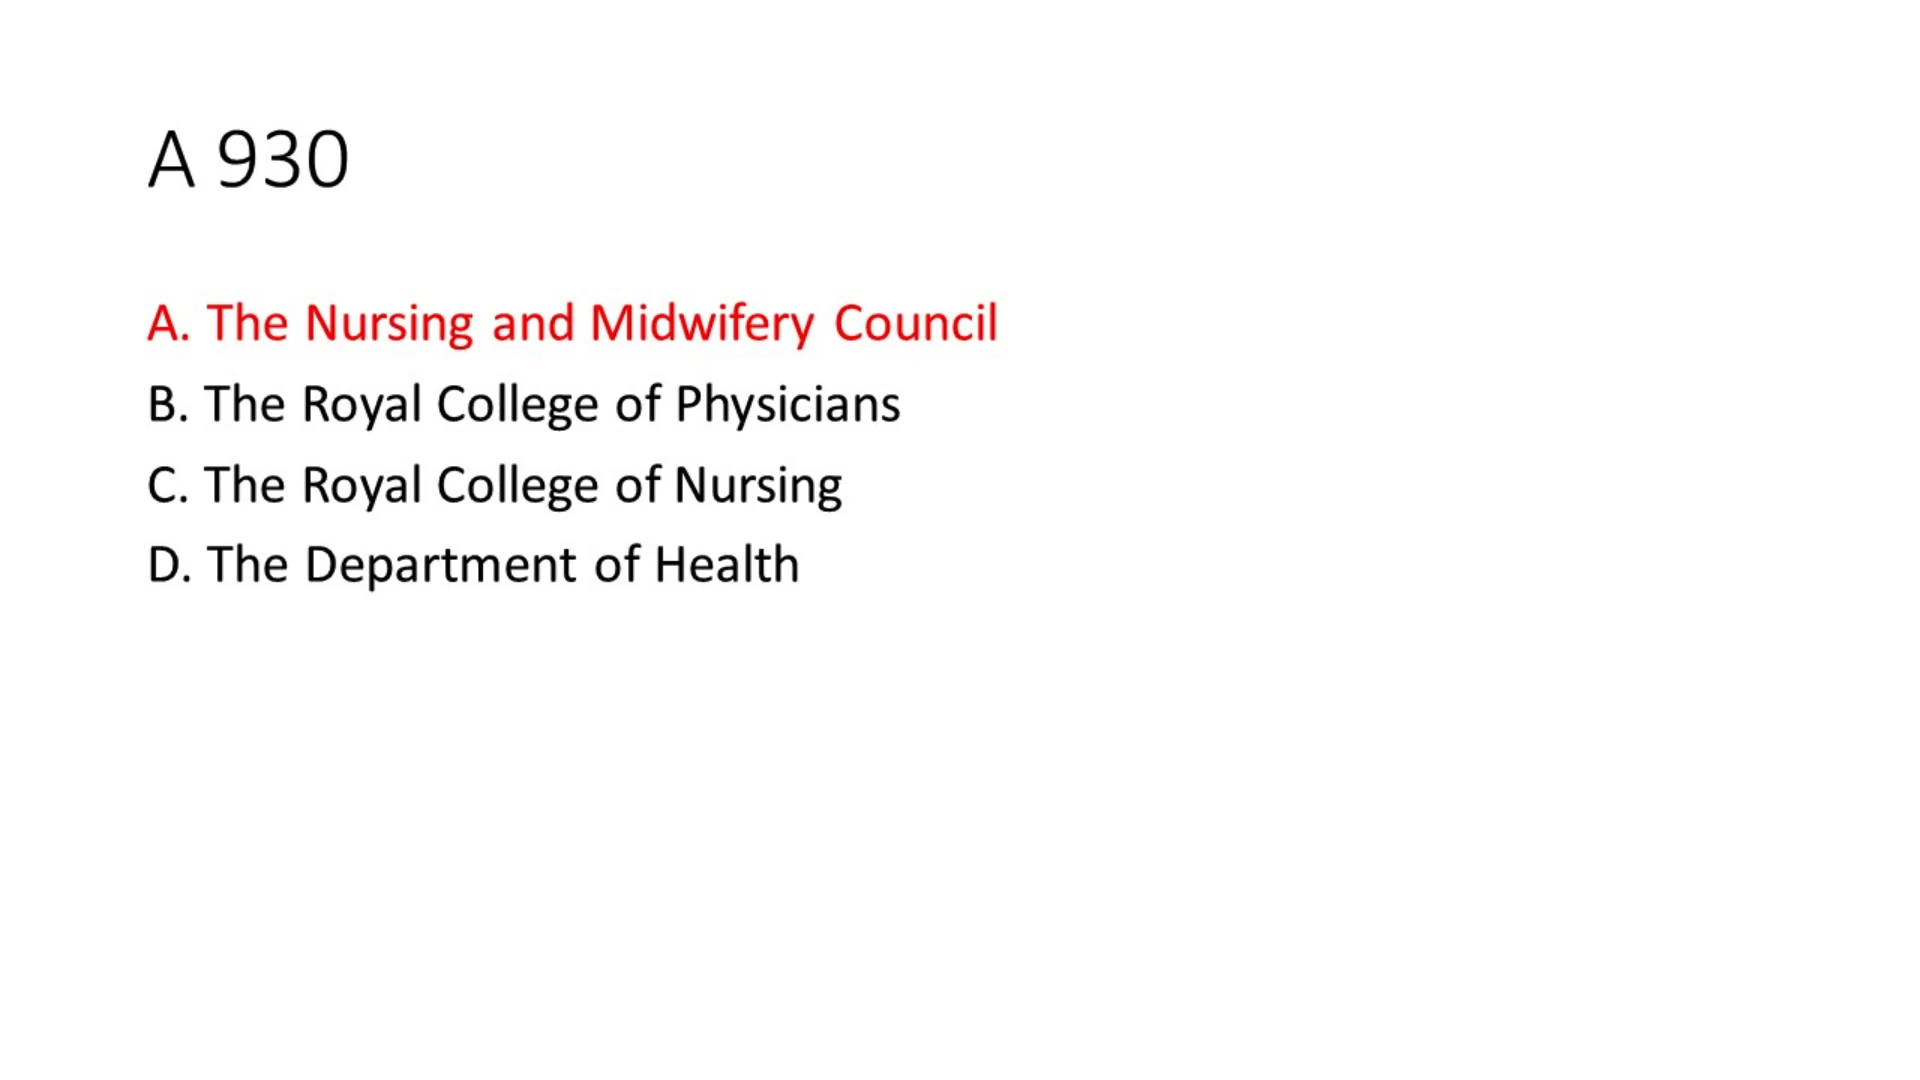 A 930
A. The Nursing and Midwifery Council
B. The Royal College of Physicians
C. The Royal College of Nursing
D. The Department of Health